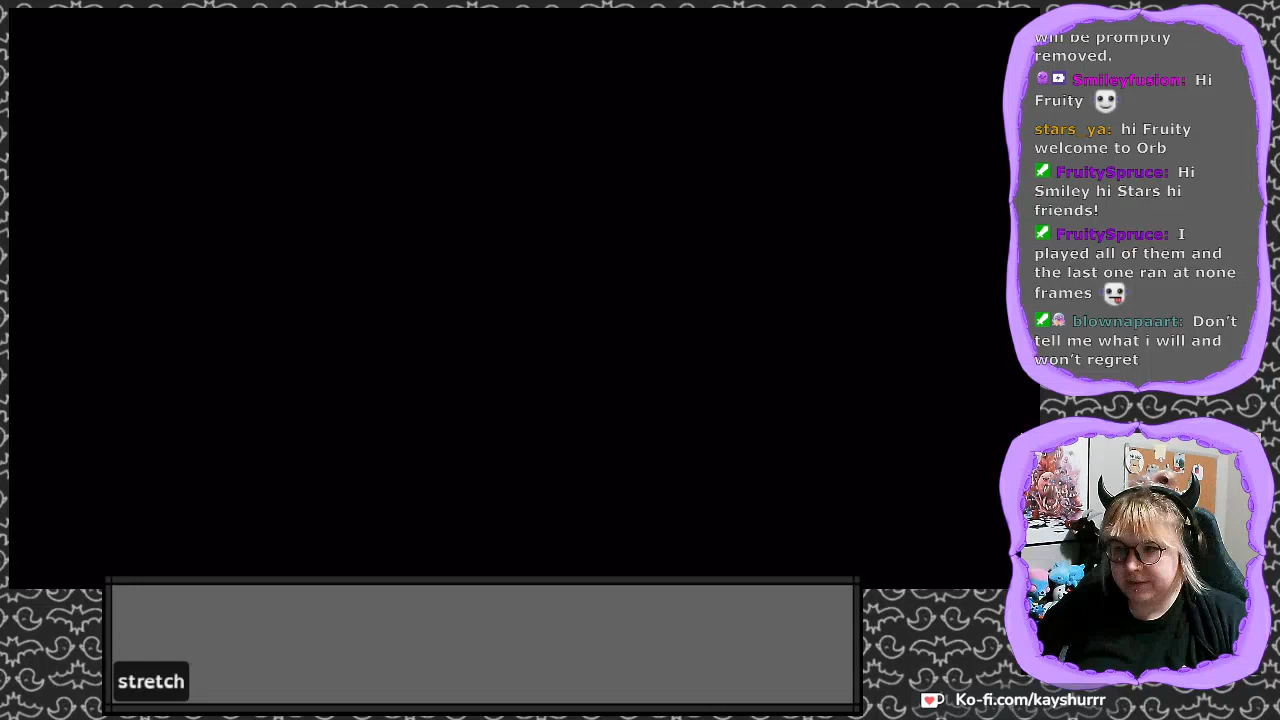 will be promptly
removed.
Smileyfusion: Hi
Fruity
stars_ya: hi Fruity
welcome to Orb
FruitySpruce: Hi
Smiley hi Stars hi
friends!
FruitySpruce: I
played all of them and
the last one ran at none
frames
blownapaart: Don't
tell me what i will and
won't regret
stretch
Ko-fi.com/kayshurrr